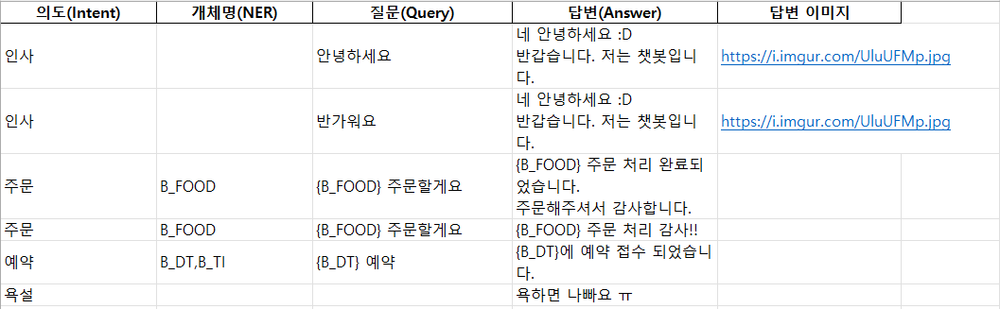 의도(Intent) 개체명(NER) 질문(Query) 답변(Answer) 답변 이미지
인사 안녕하세요 네 안녕하세요 :D
반갑습니다. 저는 챗봇입니
다. https://i.imgur.com/UluUFMp.jpg
인사 반가워요 네 안녕하세요 :D
반갑습니다. 저는 챗봇입니
다. https://i.imgur.com/UluUFMp.jpg
주문 B_FOOD {B_FOOD} 주문할게요 {B_FOOD} 주문 처리 완료되
었습니다.
주문해주셔서 감사합니다.
주문 B_FOOD {B_FOOD} 주문할게요 {B_FOOD} 주문 처리 감사!!
예약 B_DT,B_TI {B_DT} 예약 {B_DT}에 예약 접수 되었습니
다.
욕설 욕하면 나빠요 ㅠ